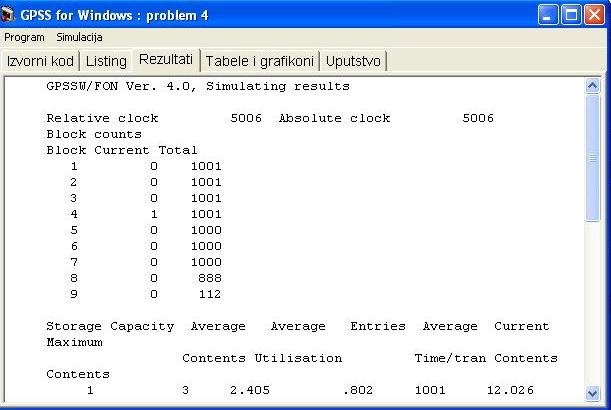 GPSS for Windows : problem 4
Program Simulacija
Izvorni kod Listing Rezultati Tabele i grafikoni Uputstvo
GPSSW/FON Ver. 4.0, Simulating results
Relative clock 5006 Absolute clock 5006
Block counts
Block Current Total
1 0 1001
2 0 1001
3 0 1001
4 1 1001
5 0 1000
6 0 1000
7 0 1000
8 0 888
9 0 112
Storage Capacity Average Average Entries Average Current
Maximum
Contents Utilisation Time/tran Contents
Contents
1 3 2.405 .802 1001 12.026